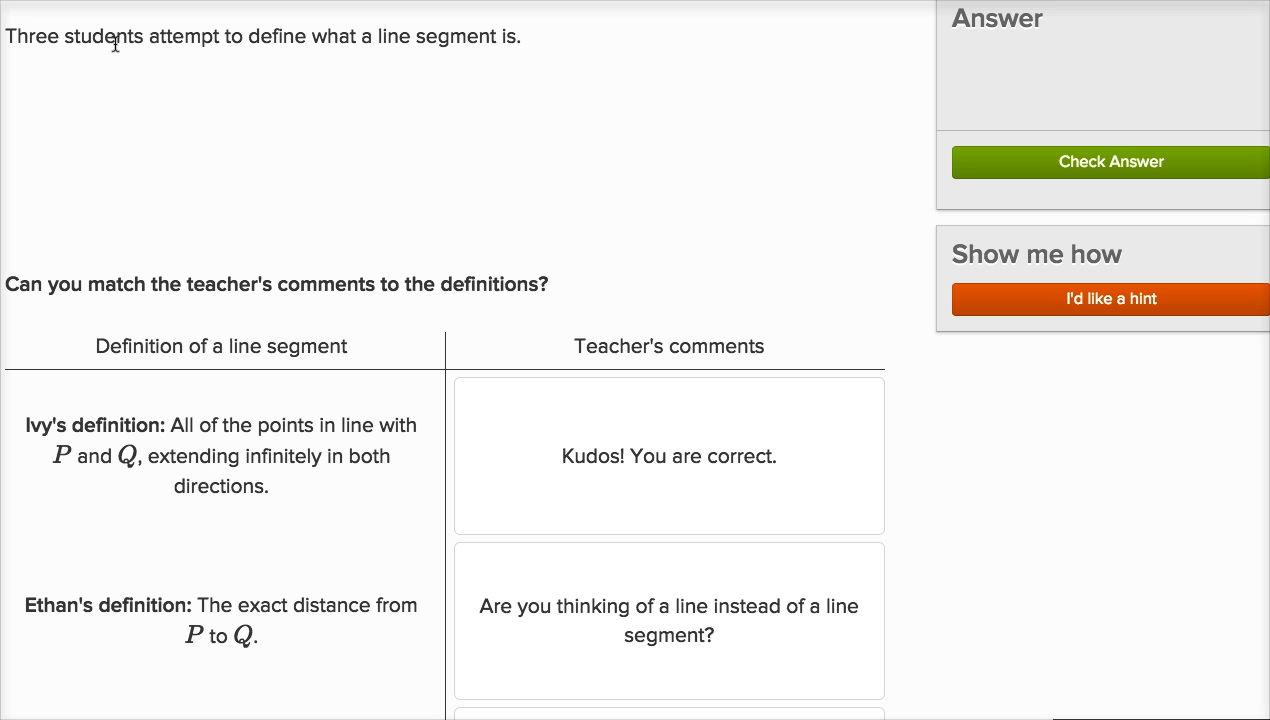 Three students attempt to define what a line segment is.
Can you match the teacher's comments to the definitions?
Definition of a line segment
Teacher's comments
Ivy's definition: All of the points in line with
P and Q, extending infinitely in both
directions.
Kudos! You are correct.
Ethan's definition: The exact distance from
P to Q.
Are you thinking of a line instead of a line
segment?
Answer
Check Answer
Show me how
I'd like a hint